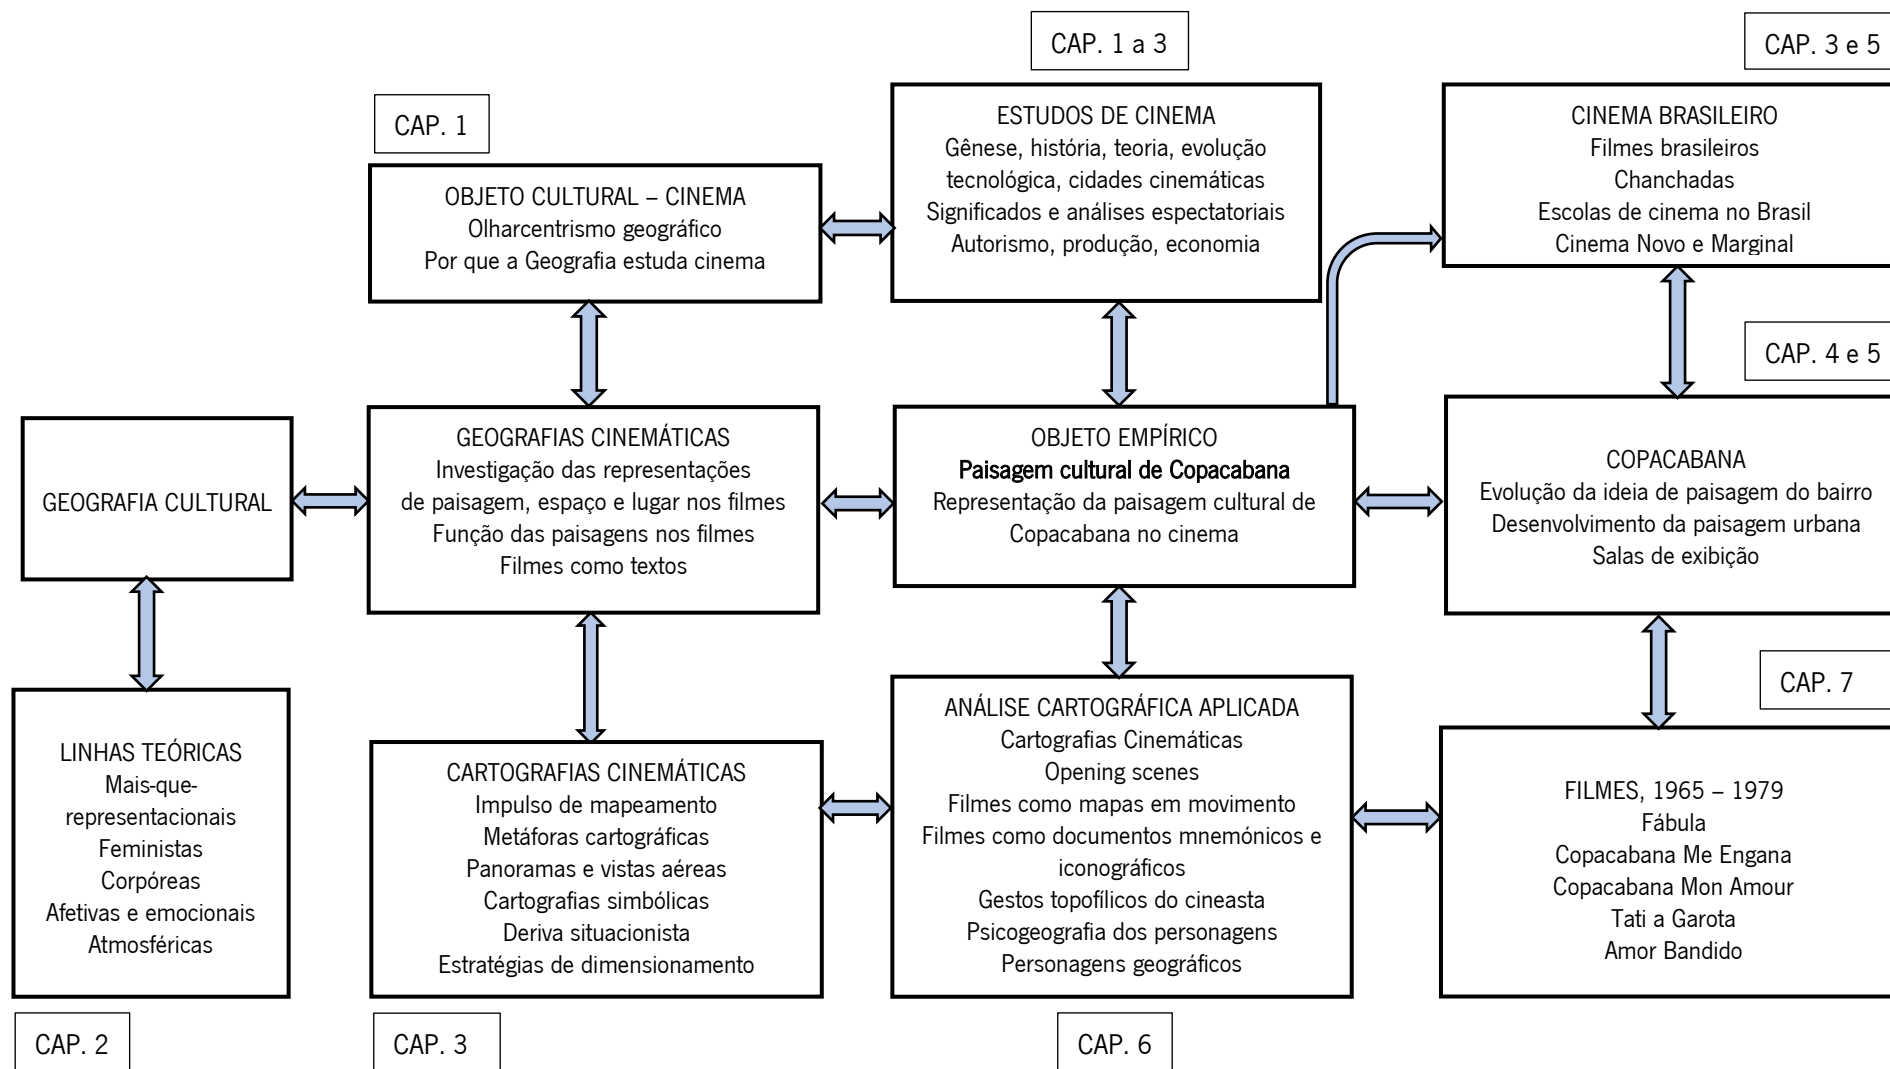 CAP. 1 a 3
CAP. 3 e 5
CAP. 1
ESTUDOS DE CINEMA
Gênese, história, teoria, evolução
tecnológica, cidades cinemáticas
Significados e análises espectatoriais
Autorismo, produção, economia
CINEMA BRASILEIRO
Filmes brasileiros
Chanchadas
Escolas de cinema no Brasil
Cinema Novo e Marginal
OBJETO CULTURAL – CINEMA
Olharcentrismo geográfico
Por que a Geografia estuda cinema
CAP. 4 e 5
GEOGRAFIA CULTURAL
GEOGRAFIAS CINEMÁTICAS
Investigação das representações
de paisagem, espaço e lugar nos filmes
Função das paisagens nos filmes
Filmes como textos
OBJETO EMPÍRICO
Paisagem cultural de Copacabana
Representação da paisagem cultural de
Copacabana no cinema
COPACABANA
Evolução da ideia de paisagem do bairro
Desenvolvimento da paisagem urbana
Salas de exibição
CAP. 7
LINHAS TEÓRICAS
Mais-que-
representacionais
Feministas
Corpóreas
Afetivas e emocionais
Atmosféricas
CARTOGRAFIAS CINEMÁTICAS
Impulso de mapeamento
Metáforas cartográficas
Panoramas e vistas aéreas
Cartografias simbólicas
Deriva situacionista
Estratégias de dimensionamento
ANÁLISE CARTOGRÁFICA APLICADA
Cartografias Cinemáticas
Opening scenes
Filmes como mapas em movimento
Filmes como documentos mnemónicos e
iconográficos
Gestos topofílicos do cineasta
Psicogeografia dos personagens
Personagens geográficos
FILMES, 1965 – 1979
Fábula
Copacabana Me Engana
Copacabana Mon Amour
Tati a Garota
Amor Bandido
CAP. 2
CAP. 3
CAP. 6